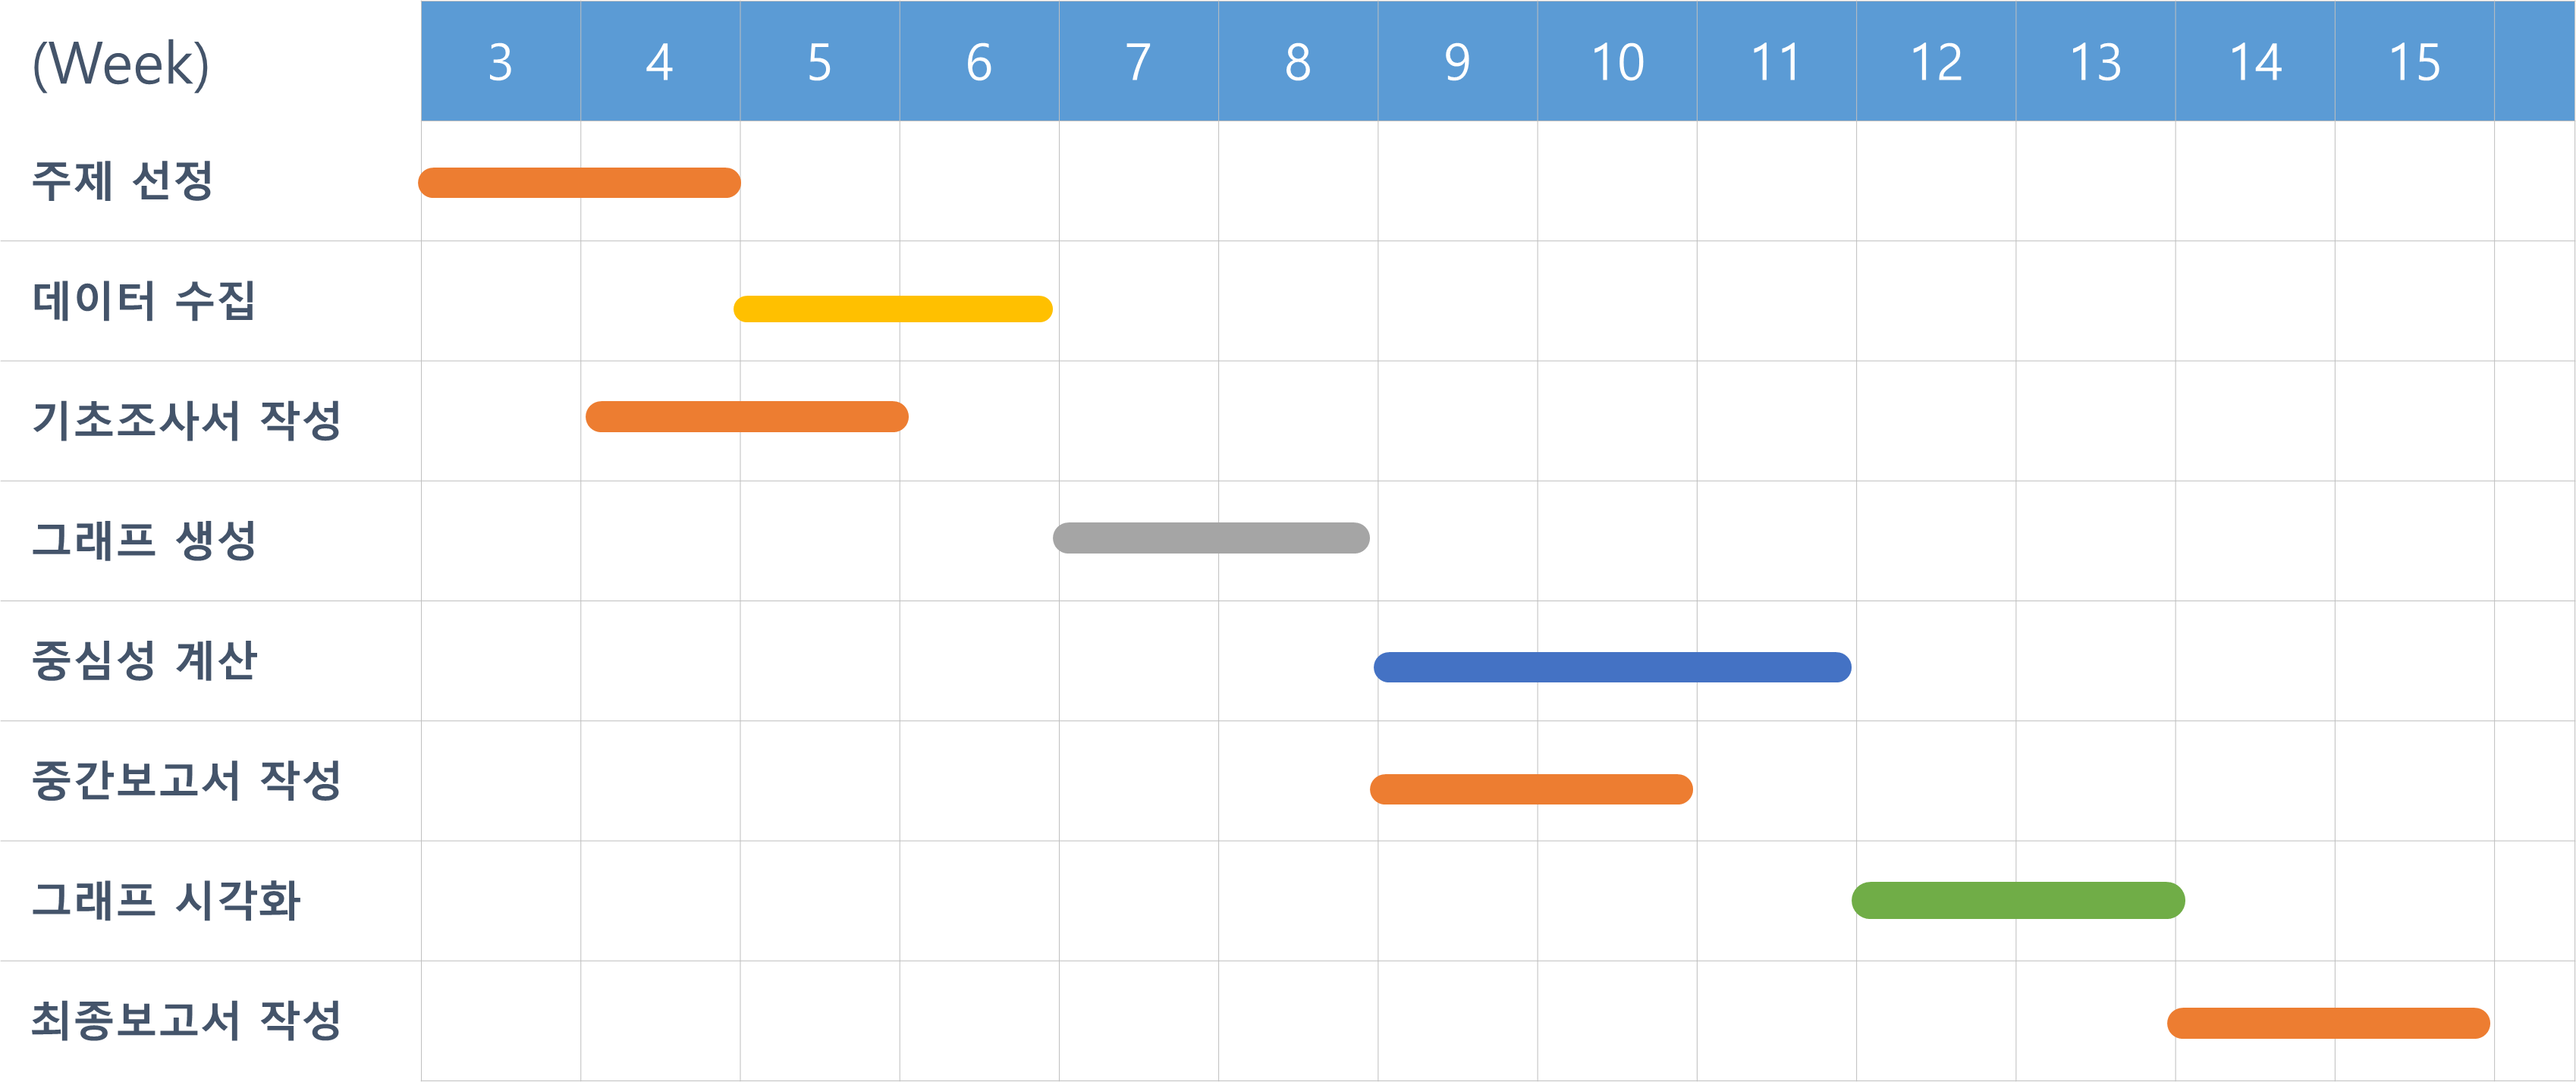 (Week) 3 4 5 6 7 8 9 10 11 12 13 14 15
주제 선정
데이터 수집
기초조사서 작성
그래프 생성
중심성 계산
중간보고서 작성
그래프 시각화
최종보고서 작성